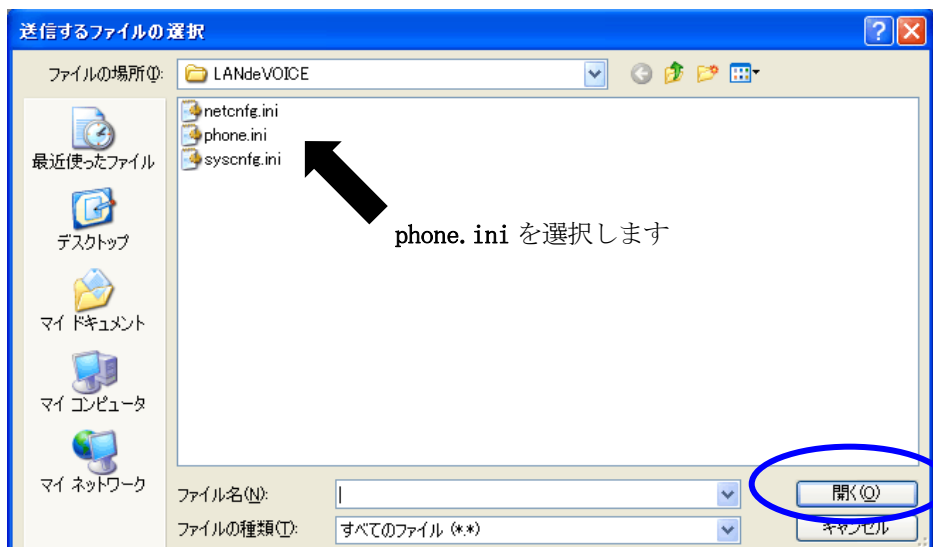 送信するファイルの選択
ファイルの場所(I):
LANdeVOICE
netcnfg.ini
phone.ini
syscnfg.ini
最近使ったファイル
phone.ini を選択します
デスクトップ
マイ ドキュメント
マイ コンピュータ
マイ ネットワーク
ファイル名(N):
開く(O)
ファイルの種類(T):
すべてのファイル (*.*)
キャンセル